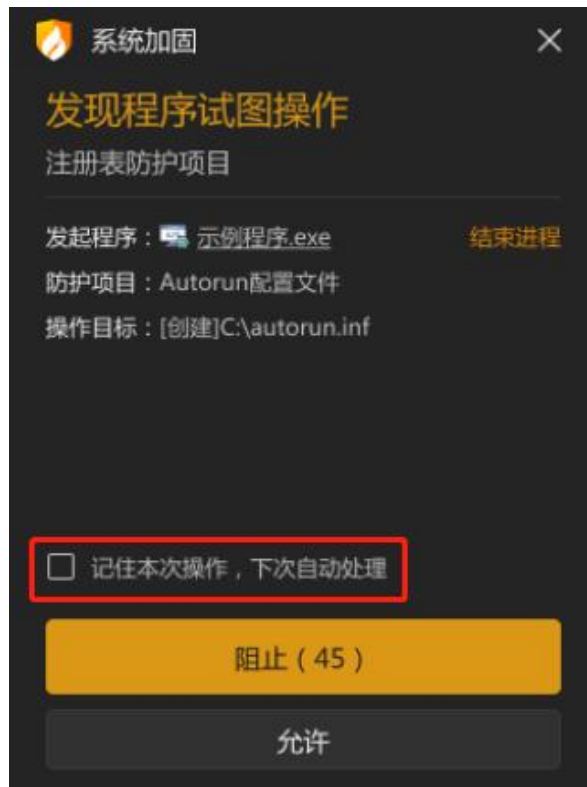 系统加固
发现程序试图操作
注册表防护项目
发起程序：示例程序.exe 结束进程
防护项目：Autorun配置文件
操作目标：[创建]C:\autorun.inf
记住本次操作，下次自动处理
阻止（45）
允许